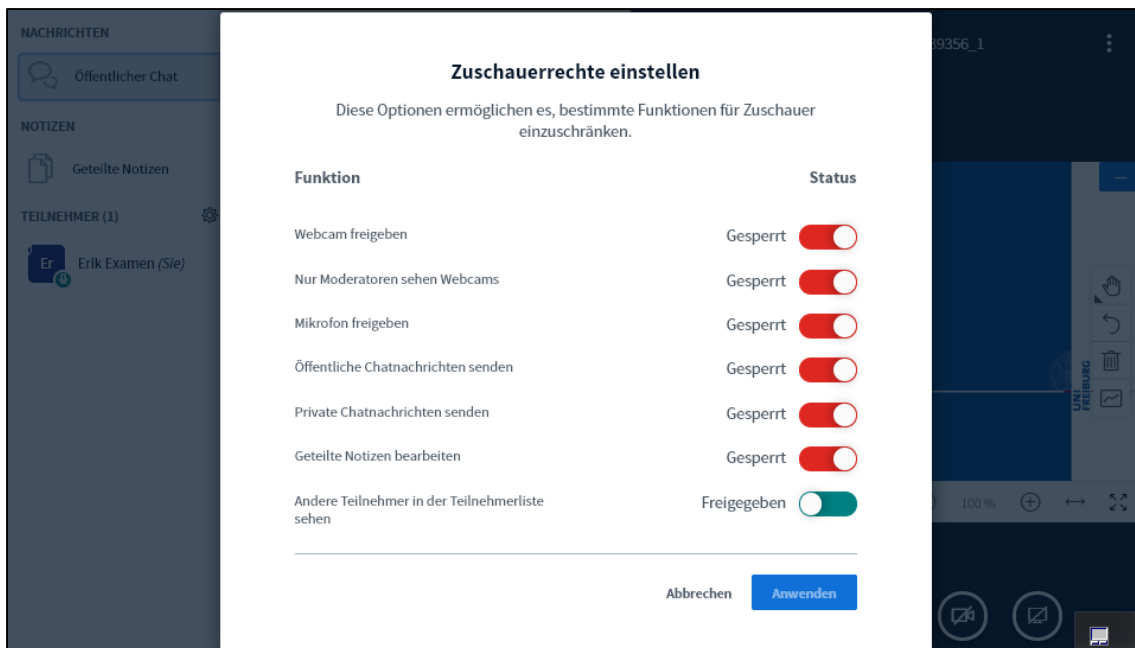 NACHRICHTEN
Öffentlicher Chat
NOTIZEN
Geteilte Notizen
TEILNEHMER (1)
Er
Erik Examen (Sie)
Zuschauerrechte einstellen
Diese Optionen ermöglichen es, bestimmte Funktionen für Zuschauer
einzuschränken.
Funktion Status
Webcam freigeben Gesperrt
Nur Moderatoren sehen Webcams Gesperrt
Mikrofon freigeben Gesperrt
Öffentliche Chatnachrichten senden Gesperrt
Private Chatnachrichten senden Gesperrt
Geteilte Notizen bearbeiten Gesperrt
Andere Teilnehmer in der Teilnehmerliste
sehen Freigegeben
Abbrechen Anwenden
39356_1
UNI
FREIBURG
100 %